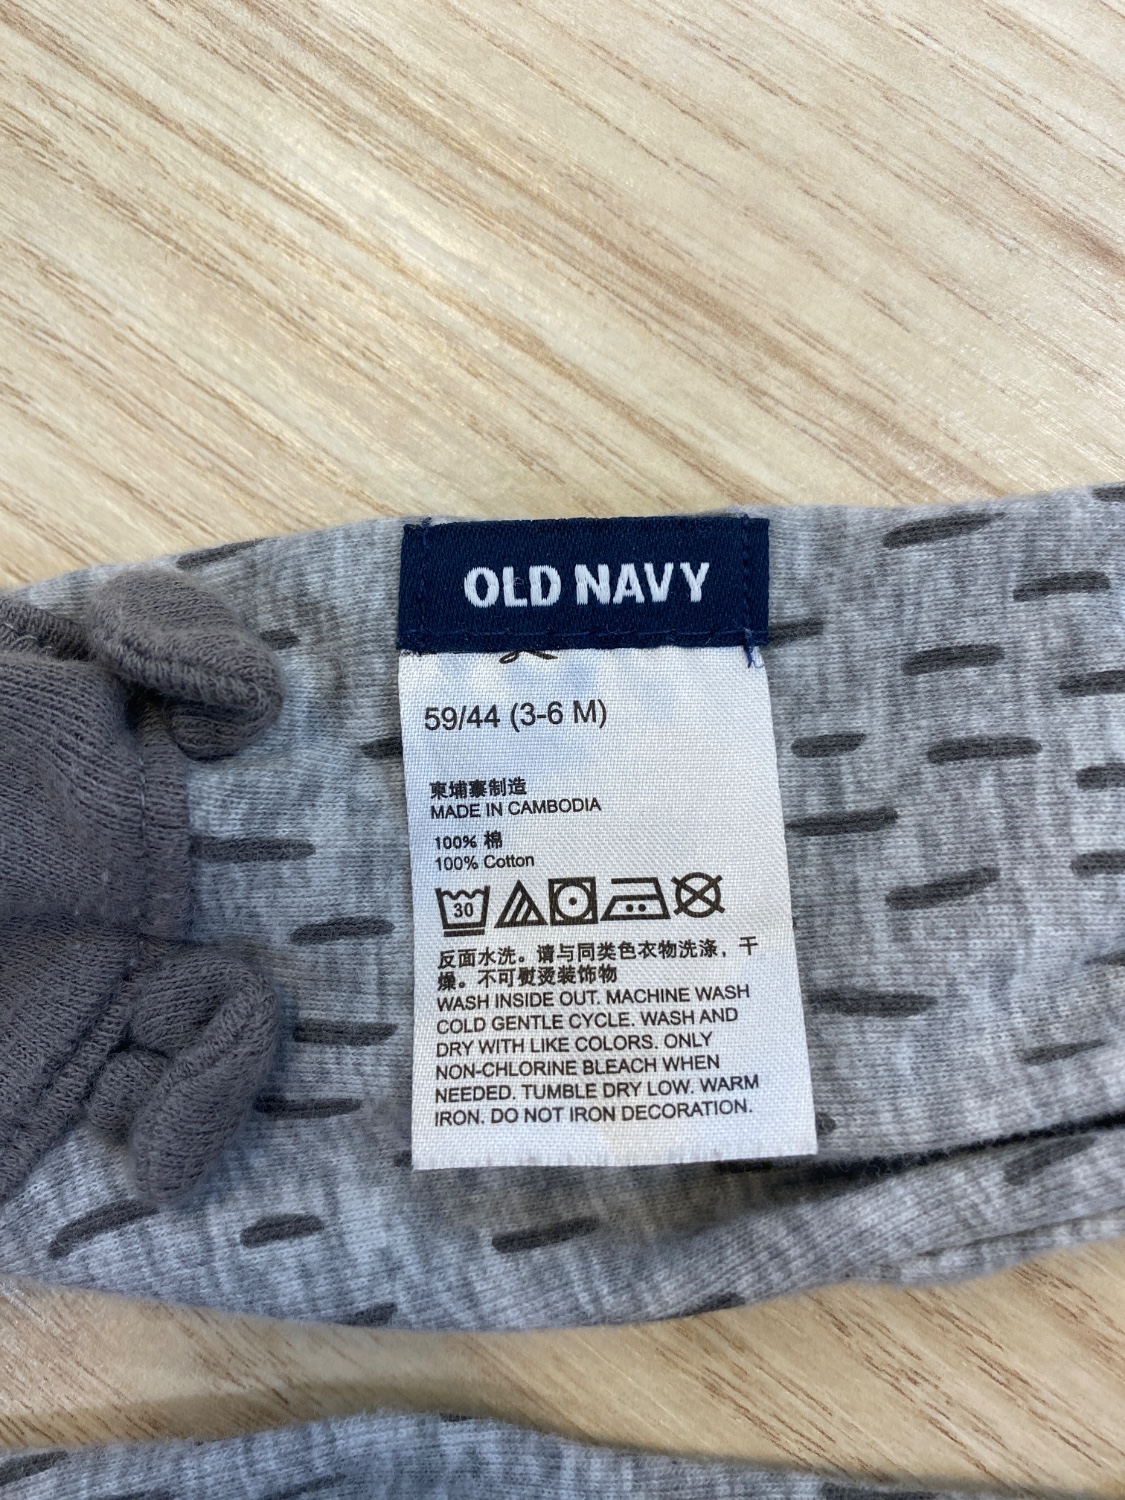 OLD NAVY
59/44 (3-6 M)
柬埔寨制造
MADE IN CAMBODIA
100% 棉
100% Cotton
30
反面水洗。请与同类色衣物洗涤，干
燥。不可熨烫装饰物
WASH INSIDE OUT. MACHINE WASH
COLD GENTLE CYCLE. WASH AND
DRY WITH LIKE COLORS. ONLY
NON-CHLORINE BLEACH WHEN
NEEDED. TUMBLE DRY LOW. WARM
IRON. DO NOT IRON DECORATION.